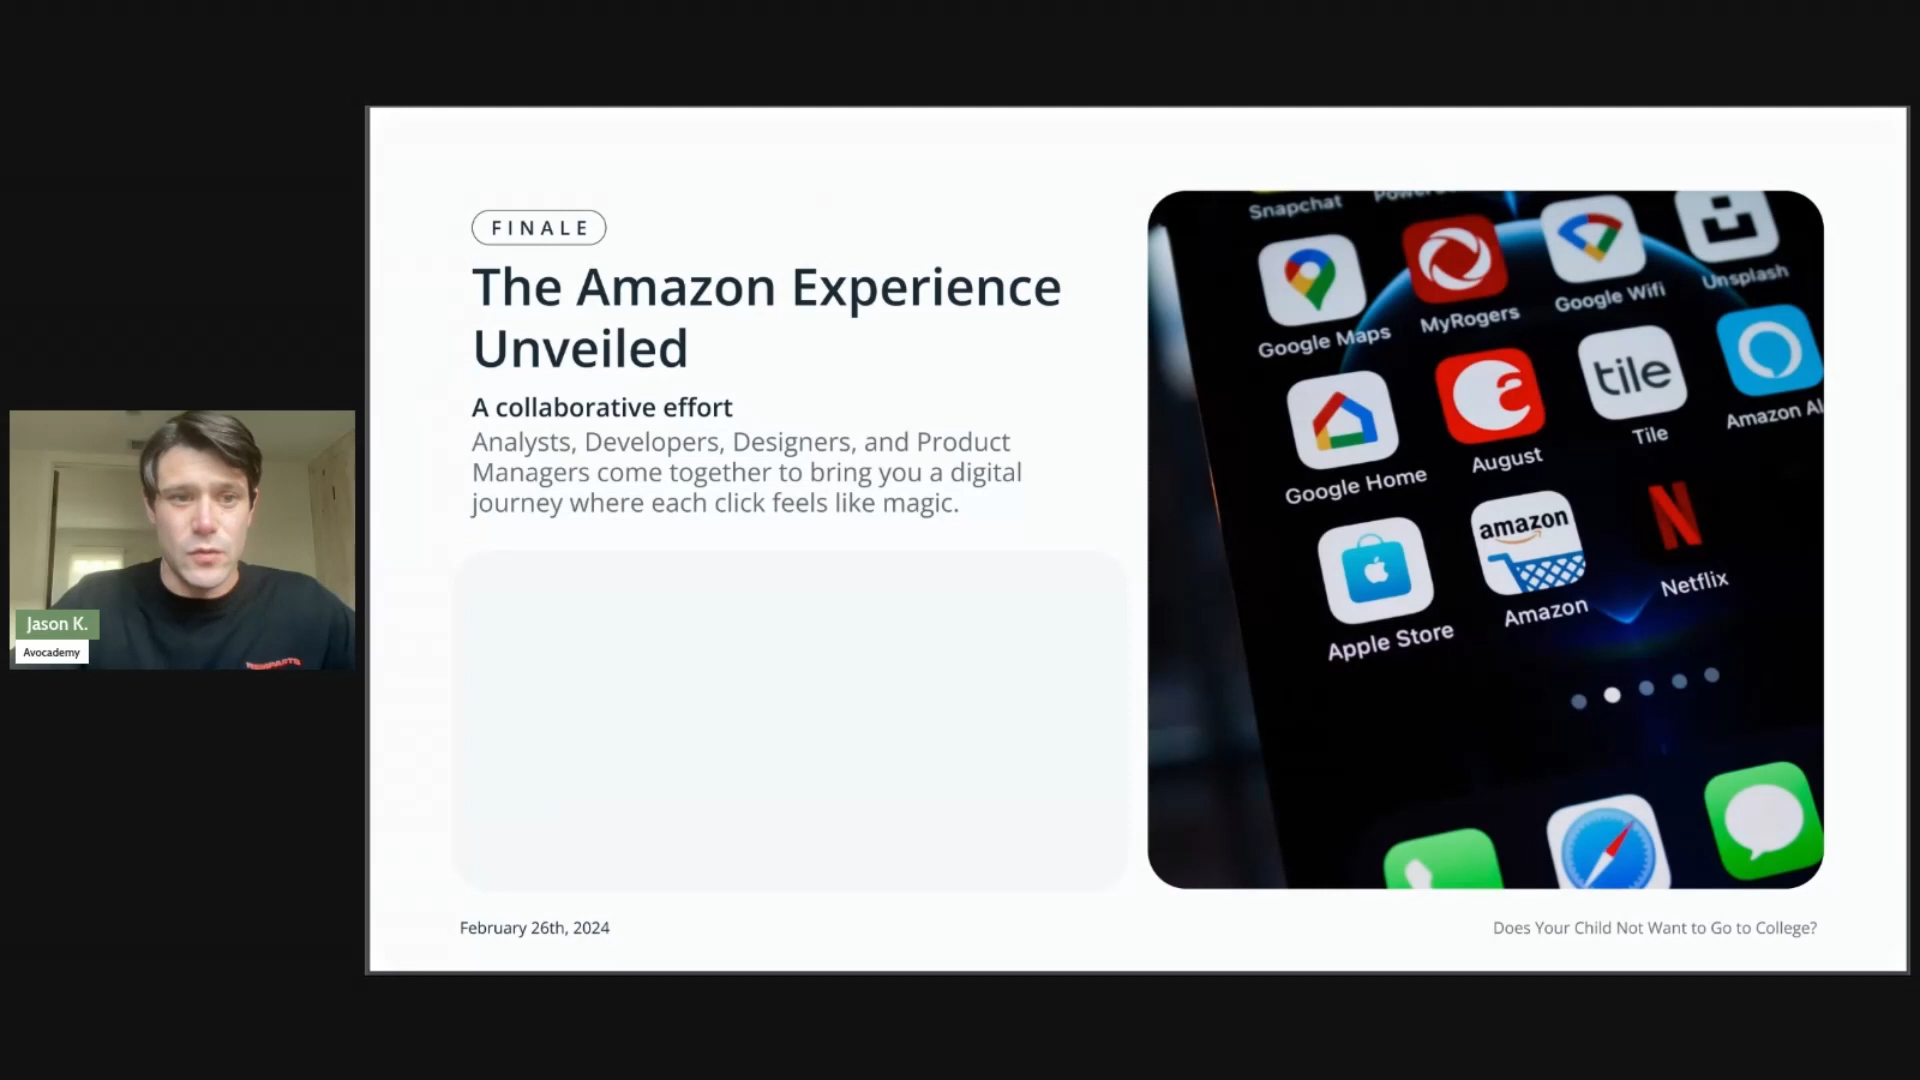 FINALE
The Amazon Experience
Unveiled
A collaborative effort
Analysts, Developers, Designers, and Product
Managers come together to bring you a digital
journey where each click feels like magic.
Snapchat
Google Maps
MyRogers
Google Wifi
Unsplash
Google Home
a
August
tile
Tile
Amazon Al
Apple Store
amazon
Amazon
N
Netflix
Jason K.
Avocademy
February 26th, 2024
Does Your Child Not Want to Go to College?